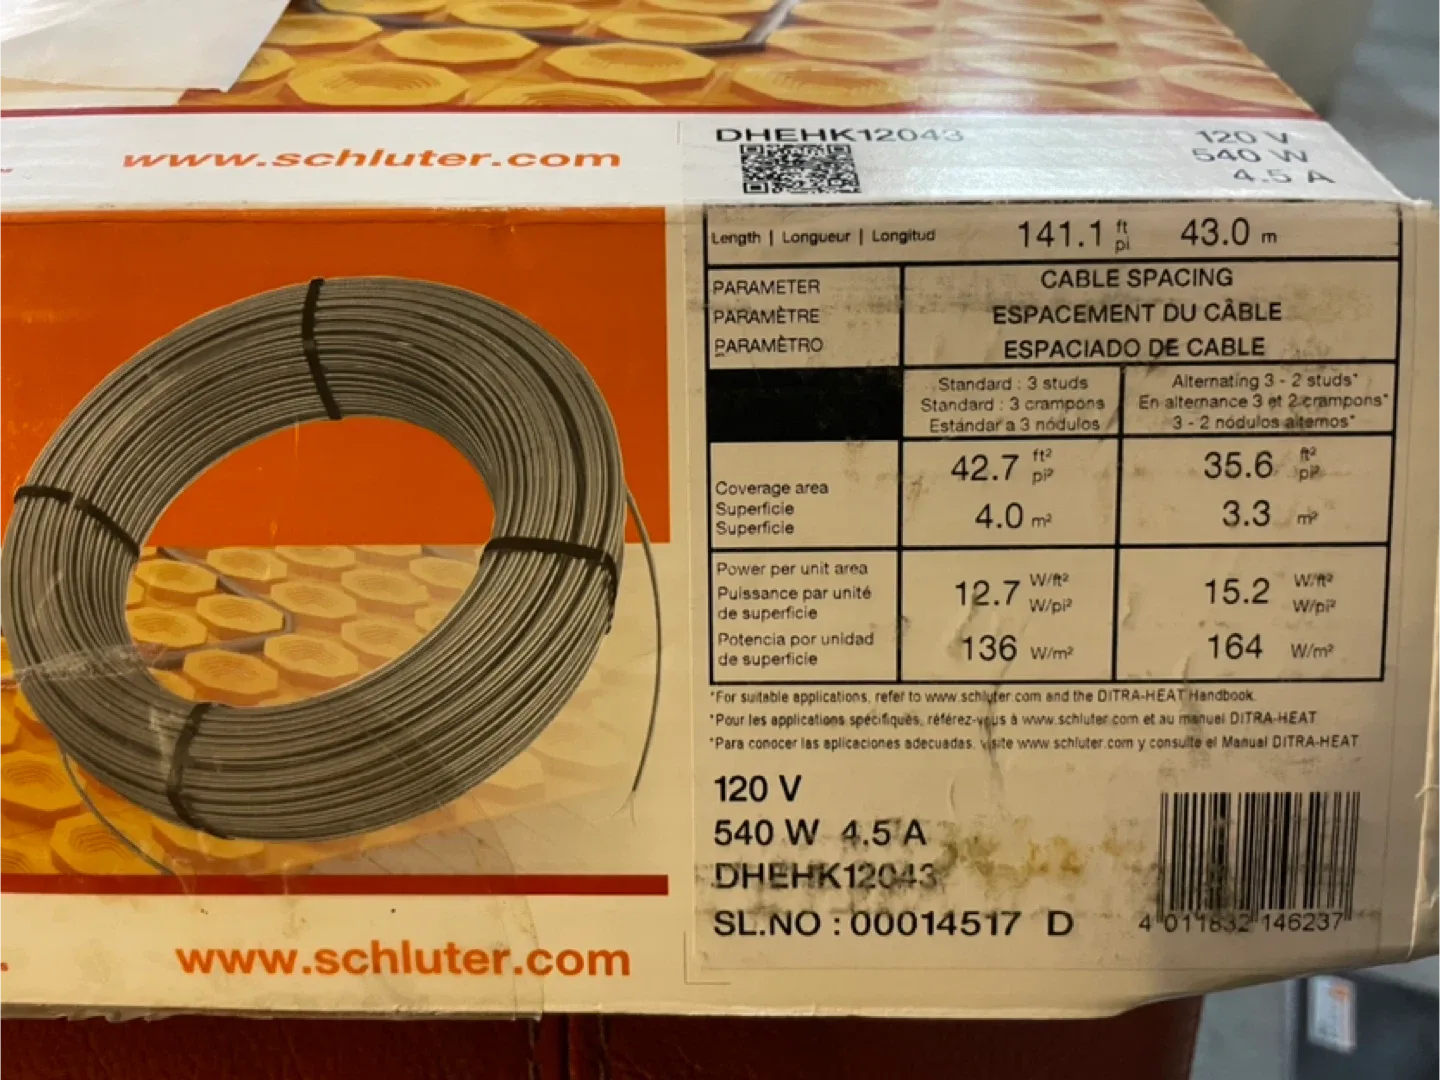 www.schluter.com
DHEHK12043
120 V
540 W
4.5 A
Length | Longueur | Longitud 141.1 ft pi 43.0 m
PARAMETER
PARAMÈTRE
PARAMÈTRO
CABLE SPACING
ESPACEMENT DU CÂBLE
ESPACIADO DE CABLE
Standard : 3 studs
Standard : 3 crampons
Estándar a 3 nódulos
Alternating 3 - 2 studs*
En alternance 3 et 2 crampons*
3 - 2 nódulos alternos*
Coverage area
Superficie
Superficie
42.7 ft² pi²
4.0 m²
35.6 ft² pi²
3.3 m²
Power per unit area
Puissance par unité
de superficie
Potencia por unidad
de superficie
12.7 W/ft² W/pi²
136 W/m²
15.2 W/ft² W/pi²
164 W/m²
*For suitable applications, refer to www.schluter.com and the DITRA-HEAT Handbook.
*Pour les applications spécifiques, référez-vous à www.schluter.com et au manuel DITRA-HEAT
*Para conocer las aplicaciones adecuadas, visite www.schluter.com y consulte el Manual DITRA-HEAT
120 V
540 W 4.5 A
DHEHK12043
SL.NO : 00014517 D
4 011832 146237
www.schluter.com